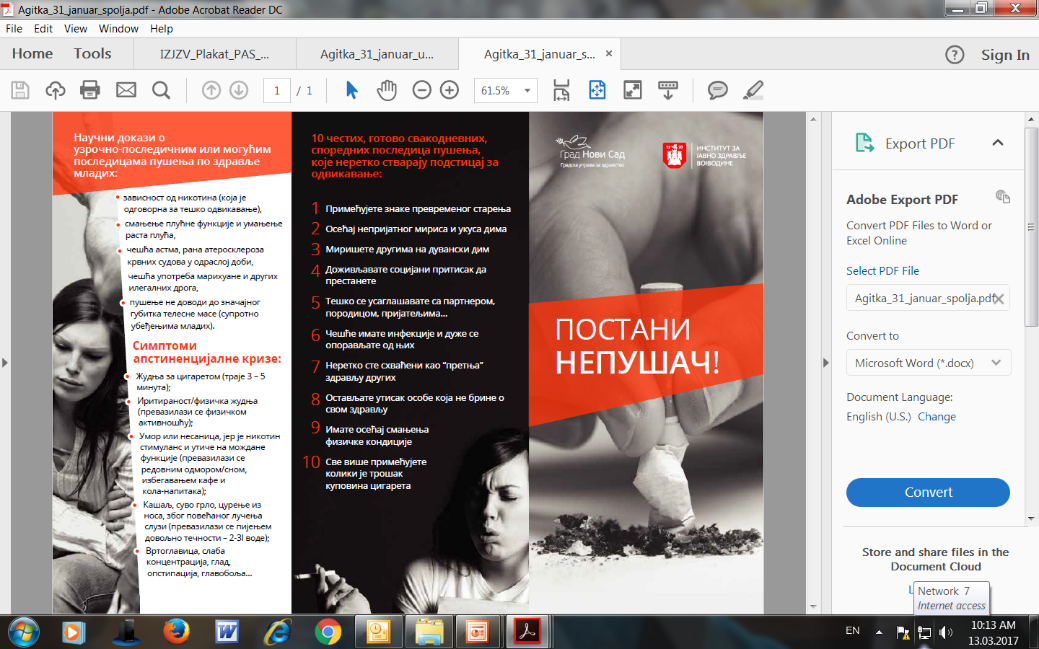 Agitka_31_januar_spolja.pdf - Adobe Acrobat Reader DC
File Edit View Window Help
Home Tools IZJZV_Plakat_PAS_... Agitka_31_januar_u... Agitka_31_januar_s... × ? Sign In
1 / 1 61.5%
Научни докази о
узрочно-последичним или могућим
последицама пушења по здравље
младих:
зависност од никотина (која је
одговорна за тешко одвикавање),
смањење плућне функције и умањење
раста плућа,
чешћа астма, рана атеросклероза
крвних судова у одраслој доби,
чешћа употреба марихуане и других
илегалних дрога,
пушење не доводи до значајног
губитка телесне масе (супротно
убеђењима младих).
Симптоми
апстиненцијалне кризе:
Жудња за цигаретом (траје 3 – 5
минута);
Иритираност/физичка жудња
(превазилази се физичком
активношћу);
Умор или несаница, јер је никотин
стимуланс и утиче на мождане
функције (превазилази се
редовним одмором/сном,
избегавањем кафе и
кола-напитака);
Кашаљ, суво грло, цурење из
носа, због повећаног лучења
слузи (превазилази се пијењем
довољно течности – 2-3l воде);
Вртоглавица, слаба
концентрација, глад,
опстипација, главобоља...
10 честих, готово свакодневних,
споредних последица пушења,
које неретко стварају подстицај за
одвикавање:
1 Примећујете знаке превременог старења
2 Осећај непријатног мириса и укуса дима
3 Миришете другима на дувански дим
4 Доживљавате социјани притисак да
престанете
5 Тешко се усаглашавате са партнером,
породицом, пријатељима...
6 Чешће имате инфекције и дуже се
опорављате од њих
7 Неретко сте схваћени као “претња”
здрављу других
8 Остављате утисак особе која не брине о
свом здрављу
9 Имате осећај смањења
физичке кондиције
10 Све више примећујете
колики је трошак
куповина цигарета
Град Нови Сад
Градска управа за здравство
ИНСТИТУТ ЗА
ЈАВНО ЗДРАВЉЕ
ВОЈВОДИНЕ
ПОСТАНИ
НЕПУШАЧ!
Export PDF
Adobe Export PDF
Convert PDF Files to Word or
Excel Online
Select PDF File
Agitka_31_januar_spolja.pdf
Convert to
Microsoft Word (*.docx)
Document Language:
English (U.S.) Change
Convert
Store and share files in the
Document Cloud
Network 7
Internet access
EN 10:13 AM
13.03.2017